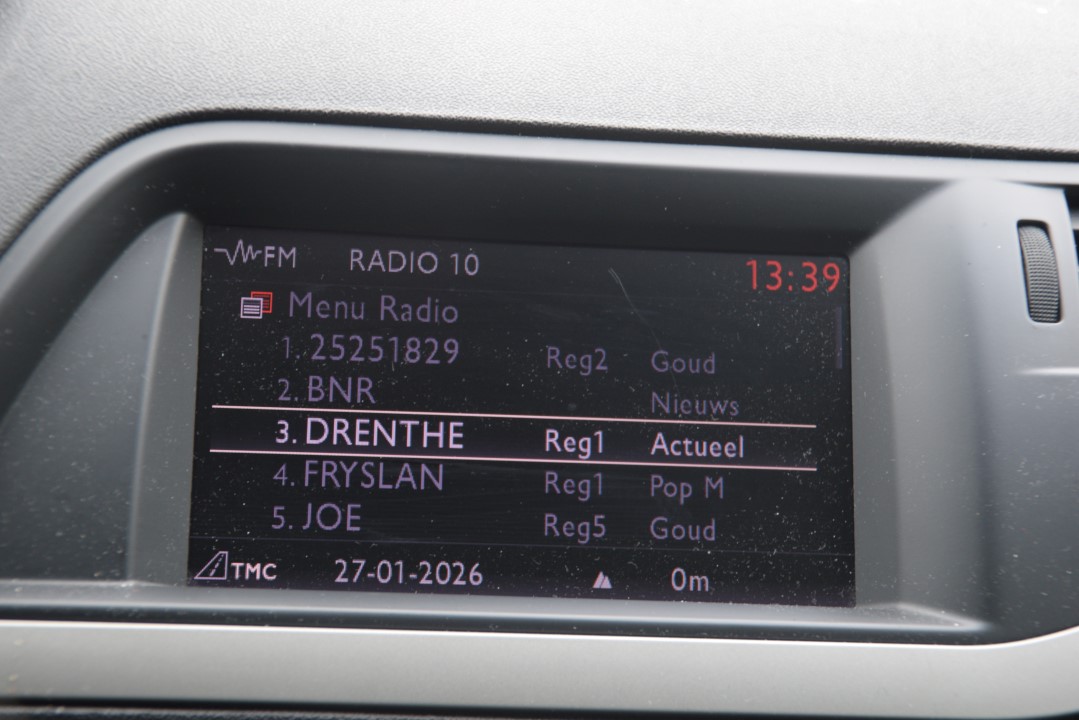 FM RADIO 10 13:39
Menu Radio
1. 25251829 Reg2 Goud
2. BNR Nieuws
3. DRENTHE Reg1 Actueel
4. FRYSLAN Reg1 Pop M
5. JOE Reg5 Goud
TMC 27-01-2026 0m